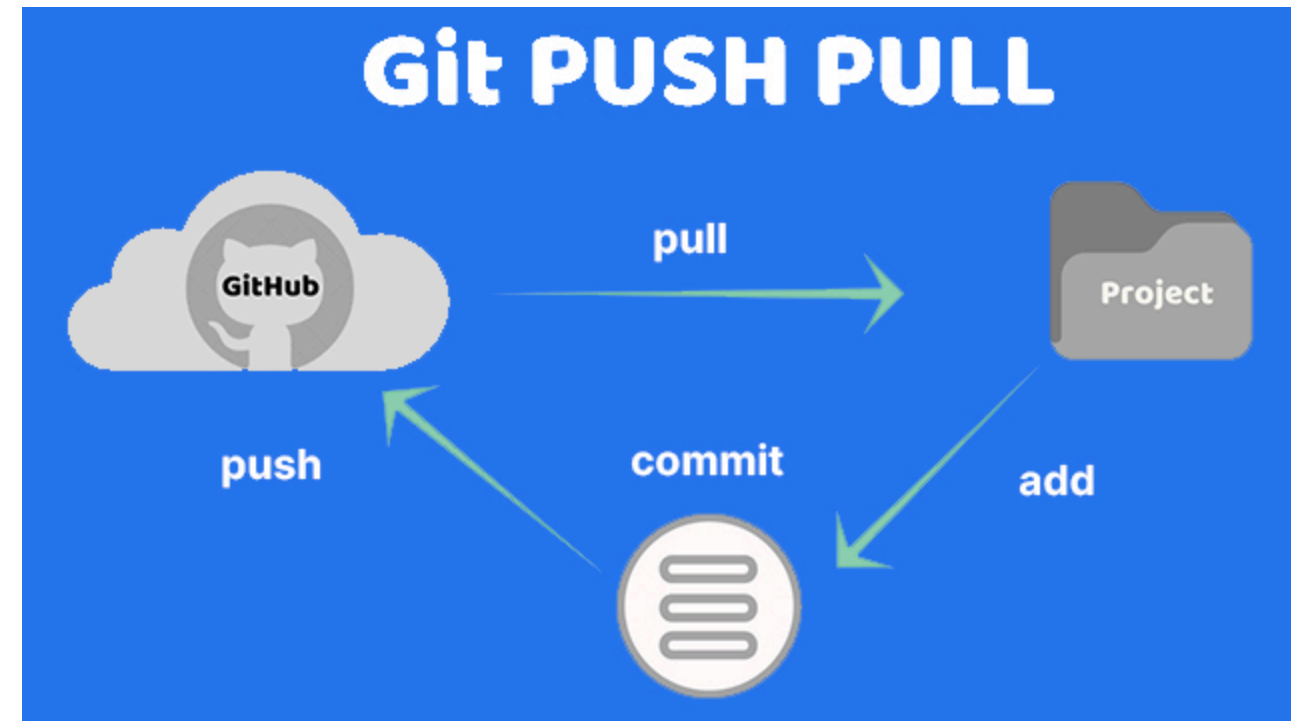 Git PUSH PULL
pull
GitHub
Project
push
commit
add